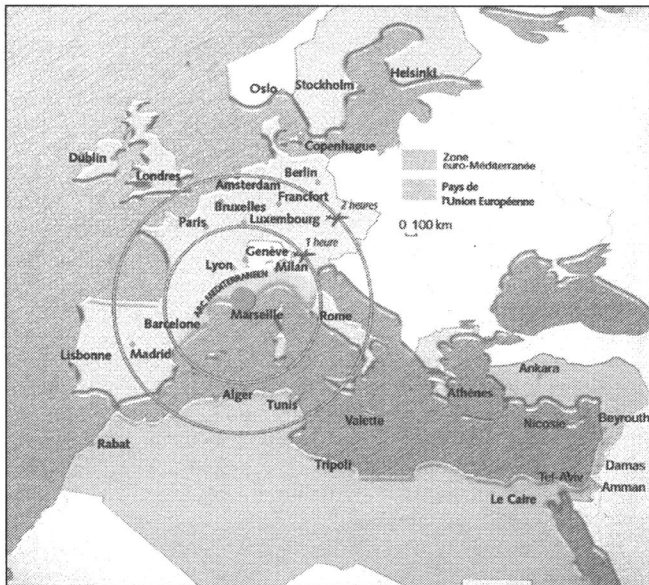 Oslo
Stockholm
Helsinki
Copenhague
Dublin
Londres
Berlin
Amsterdam
Zone
euro-Méditerranée
Pays de
l'Union Européenne
Francfort
Bruxelles
2 heures
Luxembourg
Paris
0 100 km
1 heure
Genève
Lyon
Milan
ARC MEDITERRANEEN
Barcelone
Marseille
Rome
Lisbonne
Madrid
Ankara
Alger
Tunis
Athènes
Valette
Nicosie
Beyrouth
Rabat
Tripoli
Damas
Tel-Aviv
Amman
Le Caire